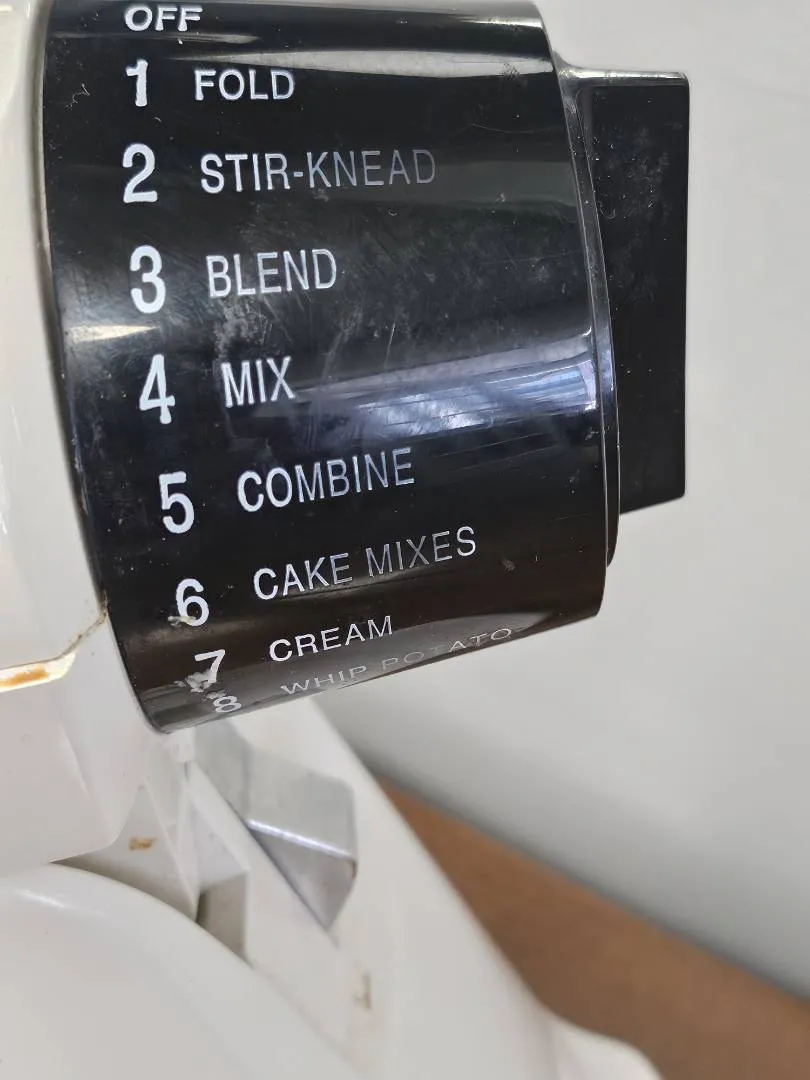 OFF
1 FOLD
2 STIR-KNEAD
3 BLEND
4 MIX
5 COMBINE
6 CAKE MIXES
7 CREAM
8 WHIP POTATO